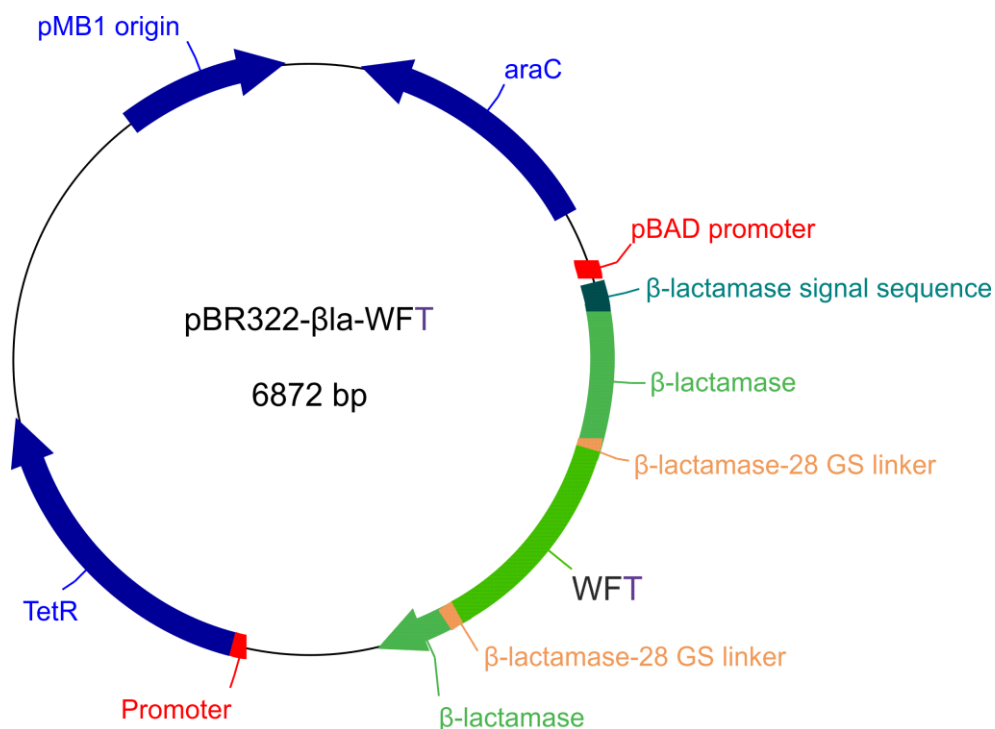 pMB1 origin
araC
pBAD promoter
β-lactamase signal sequence
pBR322-βla-WFT
6872 bp
β-lactamase
β-lactamase-28 GS linker
WFT
TetR
β-lactamase-28 GS linker
Promoter
β-lactamase